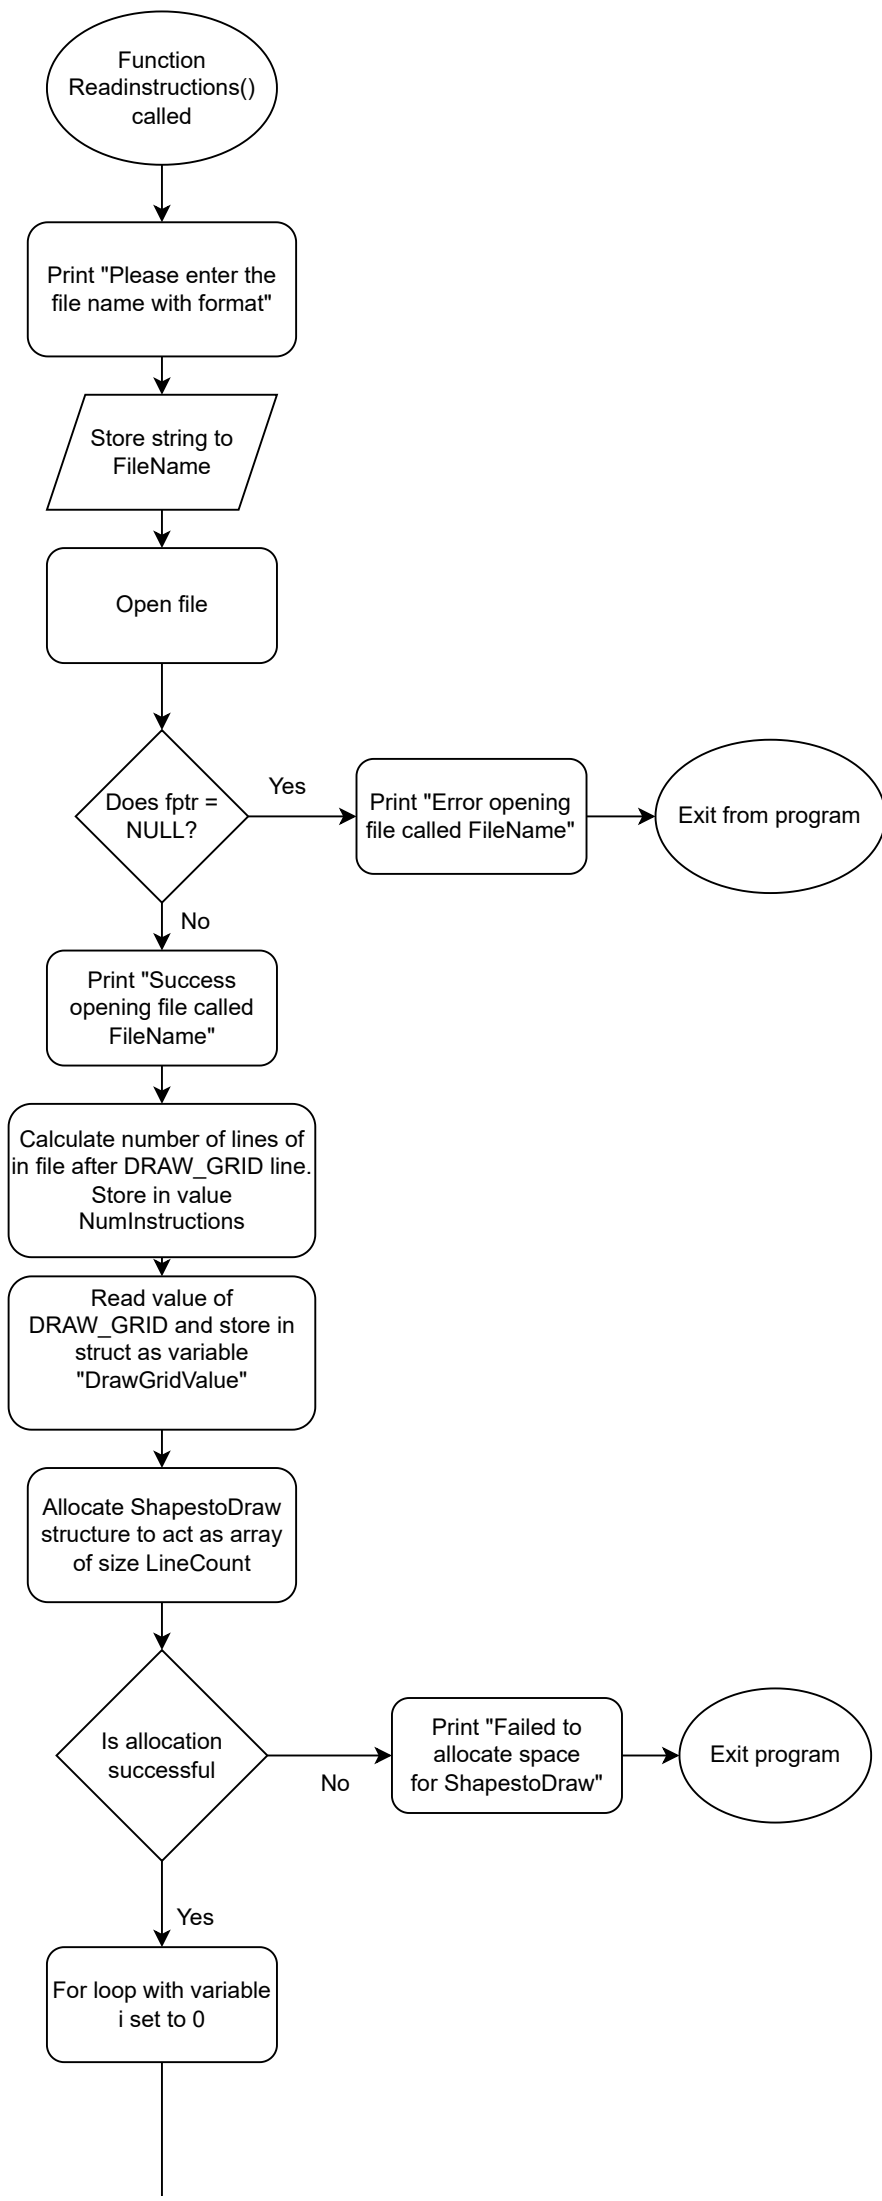 Function
Readinstructions()
called
Print "Please enter the
file name with format"
Store string to
FileName
Open file
Does fptr =
NULL?
Yes
Print "Error opening
file called FileName"
Exit from program
No
Print "Success
opening file called
FileName"
Calculate number of lines of
in file after DRAW_GRID line.
Store in value
NumInstructions
Read value of
DRAW_GRID and store in
struct as variable
"DrawGridValue"
Allocate ShapestoDraw
structure to act as array
of size LineCount
Is allocation
successful
No
Print "Failed to
allocate space
for ShapestoDraw"
Exit program
Yes
For loop with variable
i set to 0